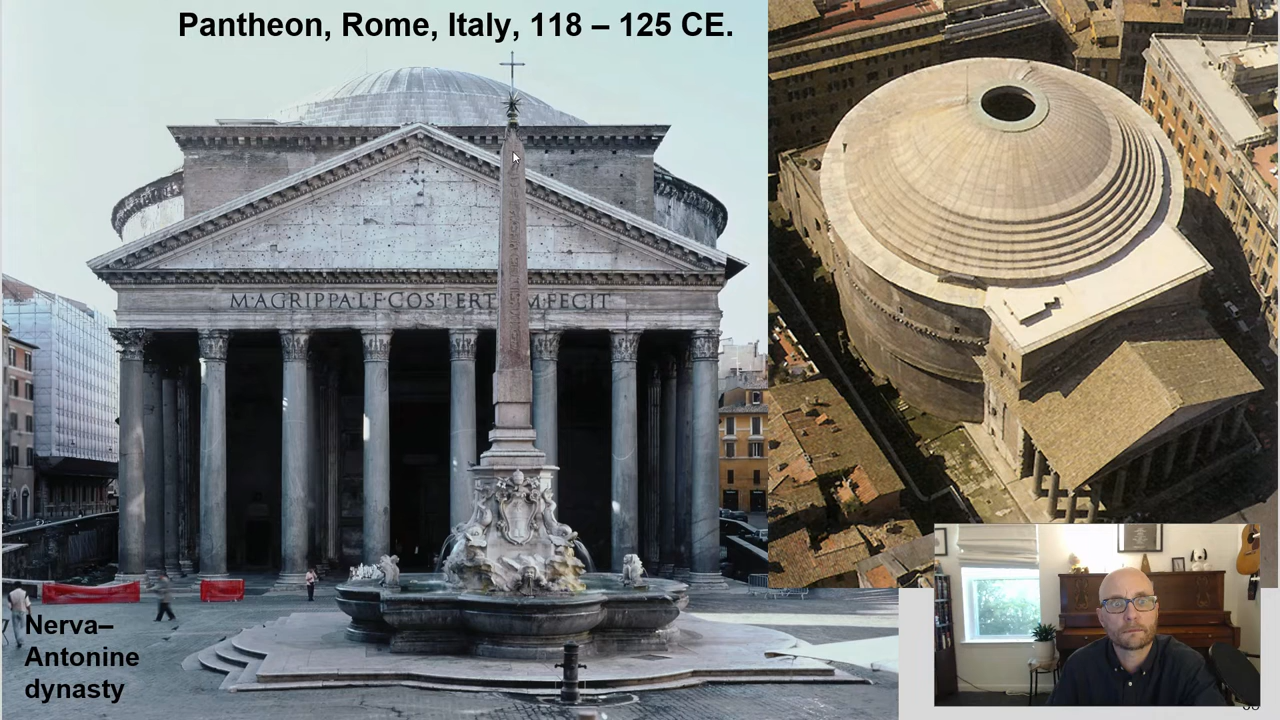 Pantheon, Rome, Italy, 118 – 125 CE.
M·AGRIPPA·L·F·COS·TERT M·FECIT
Nerva–
Antonine
dynasty